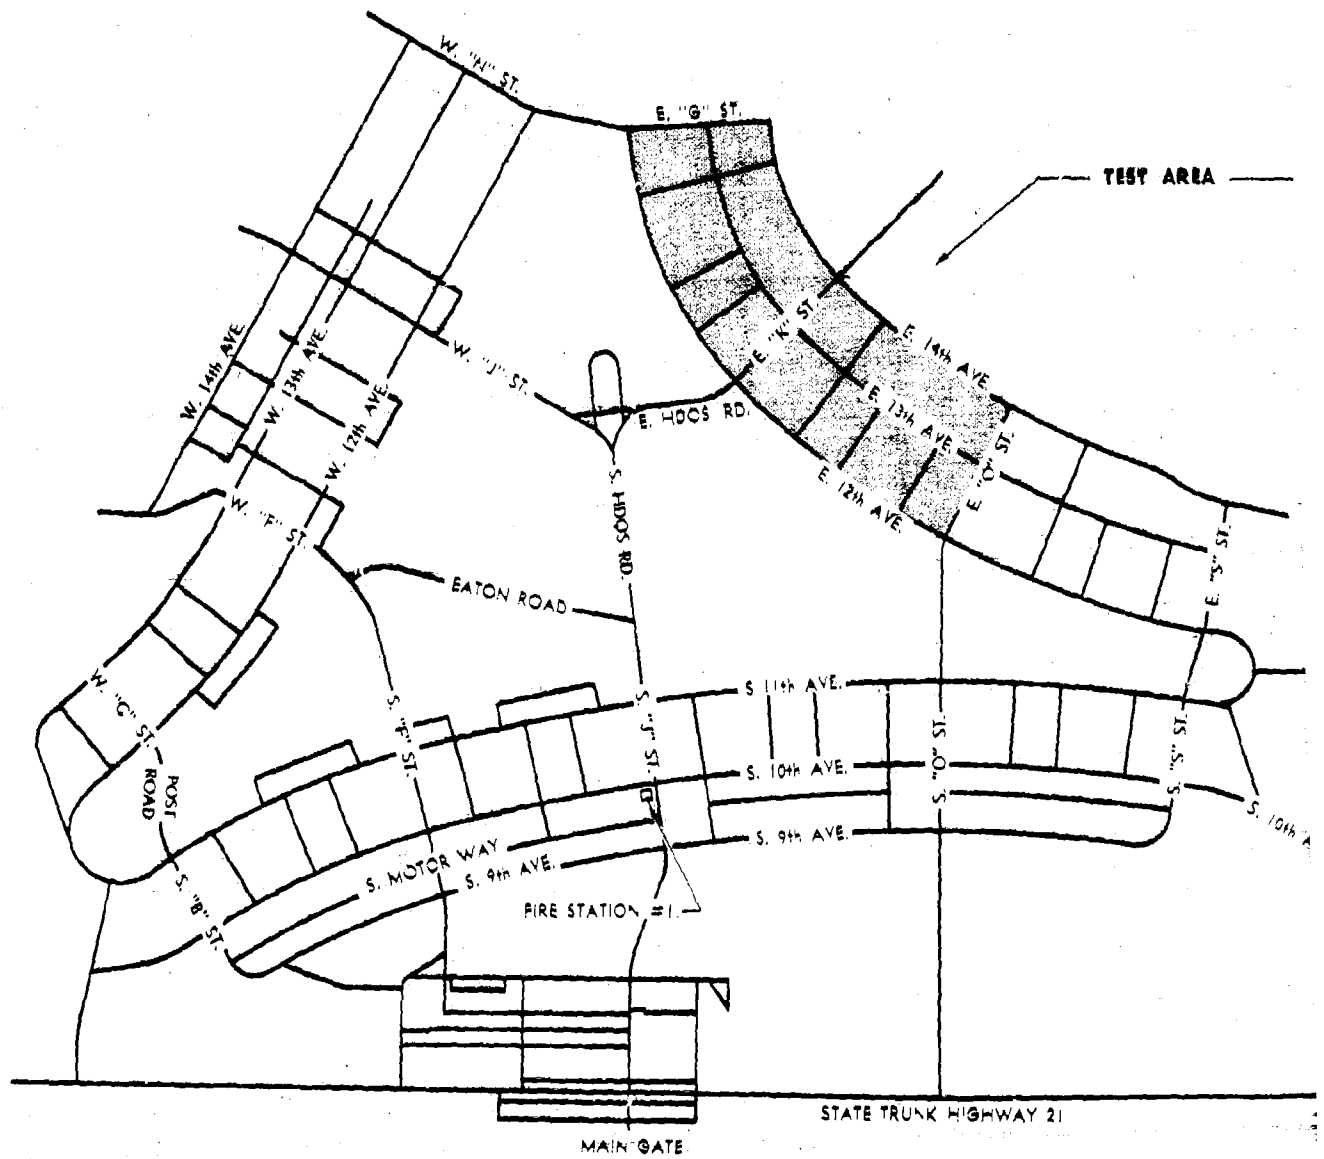 W. "H" ST.
E. "G" ST.
TEST AREA
W. 14th AVE.
W. 13th AVE.
W. 12th AVE.
W. "J" ST.
E. "K" ST
E. HDQS RD.
E. 14th AVE.
E. 13th AVE.
E. 12th AVE.
E. "O" ST.
E. "S" ST.
W. "F" ST.
S. HDQS RD.
EATON ROAD
W. "G" ST.
POST
ROAD
S. "F" ST.
S. "J" ST.
S 11th AVE.
S. 10th AVE.
S. "O" ST.
S. "S" ST.
S. 10th A
S. 9th AVE.
S. MOTOR WAY
S. 9th AVE.
S. "B" ST.
FIRE STATION #1.
STATE TRUNK HIGHWAY 21
MAIN GATE